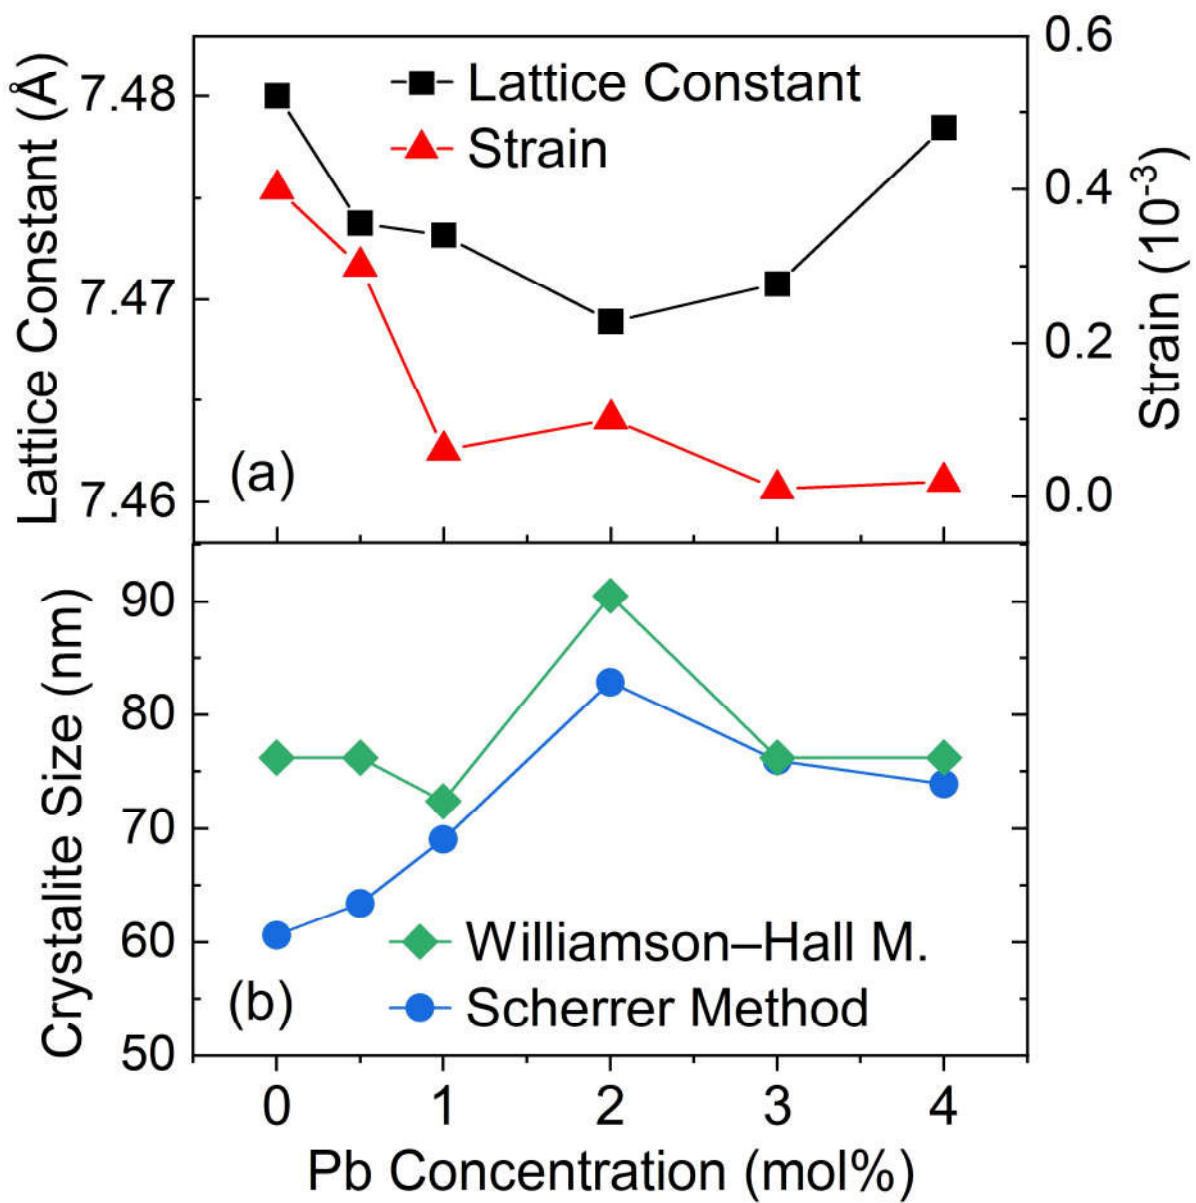 Lattice Constant (Å)
7.48
7.47
7.46
Lattice Constant
Strain
(a)
0.6
0.4
0.2
0.0
Strain (10⁻³)
Crystalite Size (nm)
90
80
70
60
50
Williamson–Hall M.
Scherrer Method
(b)
0 1 2 3 4
Pb Concentration (mol%)